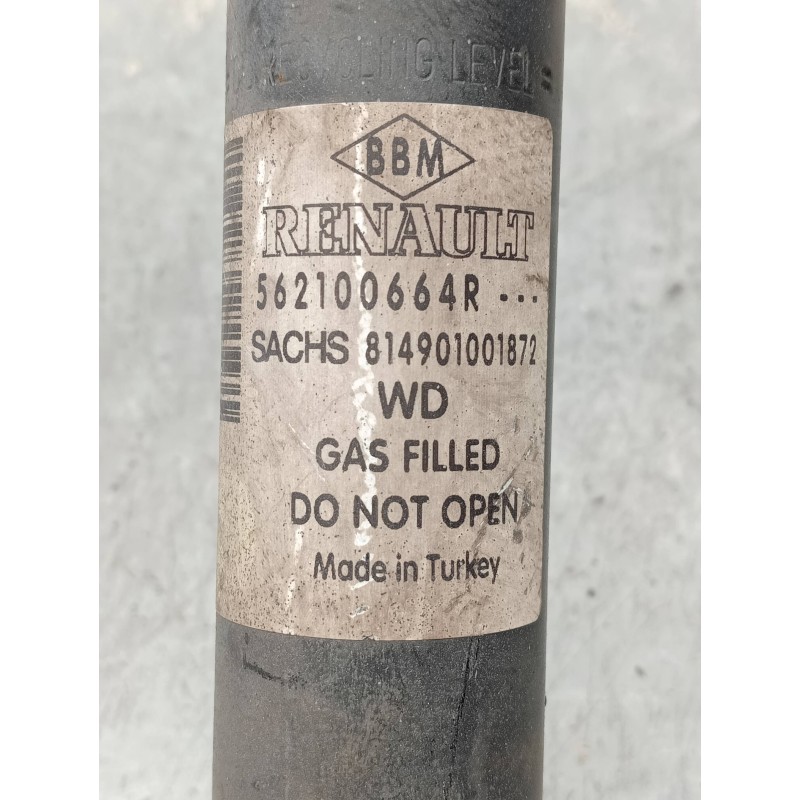 RECYCLING LEVEL =
BBM
RENAULT
562100664R ---
SACHS 814901001872
WD
GAS FILLED
DO NOT OPEN
Made in Turkey